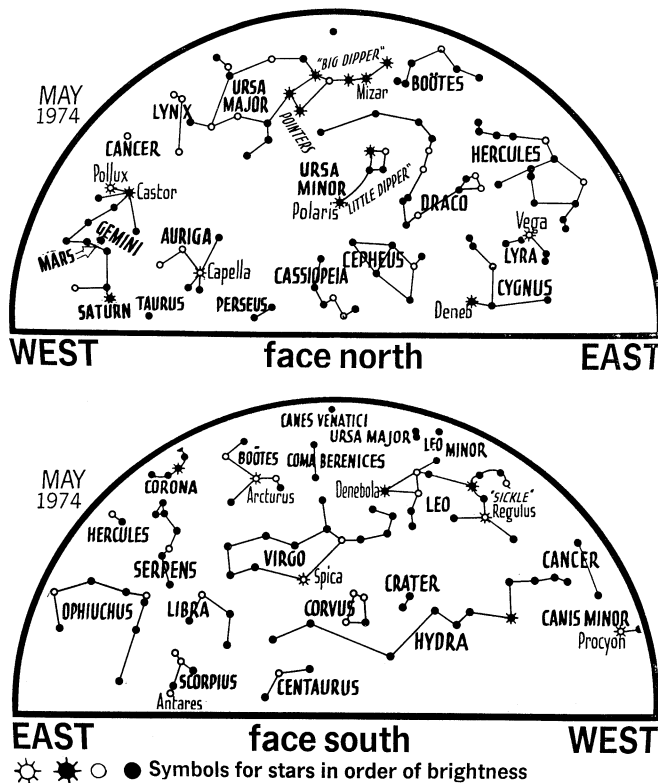 MAY
1974
"BIG DIPPER"
Mizar
BOÖTES
URSA
MAJOR
LYNX
POINTERS
CANCER
Pollux
Castor
URSA
MINOR
"LITTLE DIPPER"
Polaris
HERCULES
DRACO
GEMINI
MARS
AURIGA
Capella
Vega
LYRA
CEPHEUS
CASSIOPEIA
CYGNUS
Deneb
SATURN
TAURUS
PERSEUS
WEST face north EAST
MAY
1974
CANES VENATICI
URSA MAJOR
LEO MINOR
BOÖTES
COMA BERENICES
CORONA
Arcturus
Denebola
LEO
"SICKLE"
Regulus
HERCULES
VIRGO
SERPENS
Spica
CANCER
OPHIUCHUS
LIBRA
CORVUS
CRATER
CANIS MINOR
Procyon
HYDRA
SCORPIUS
Antares
CENTAURUS
EAST face south WEST
Symbols for stars in order of brightness